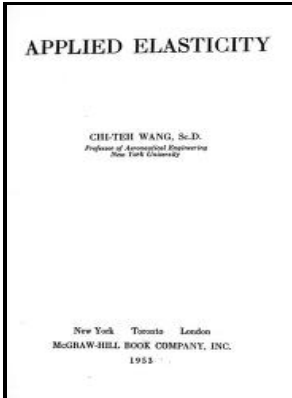 APPLIED ELASTICITY
CHI-TEH WANG, Sc.D.
Professor of Aeronautical Engineering
New York University
New York Toronto London
McGRAW-HILL BOOK COMPANY, INC.
1953